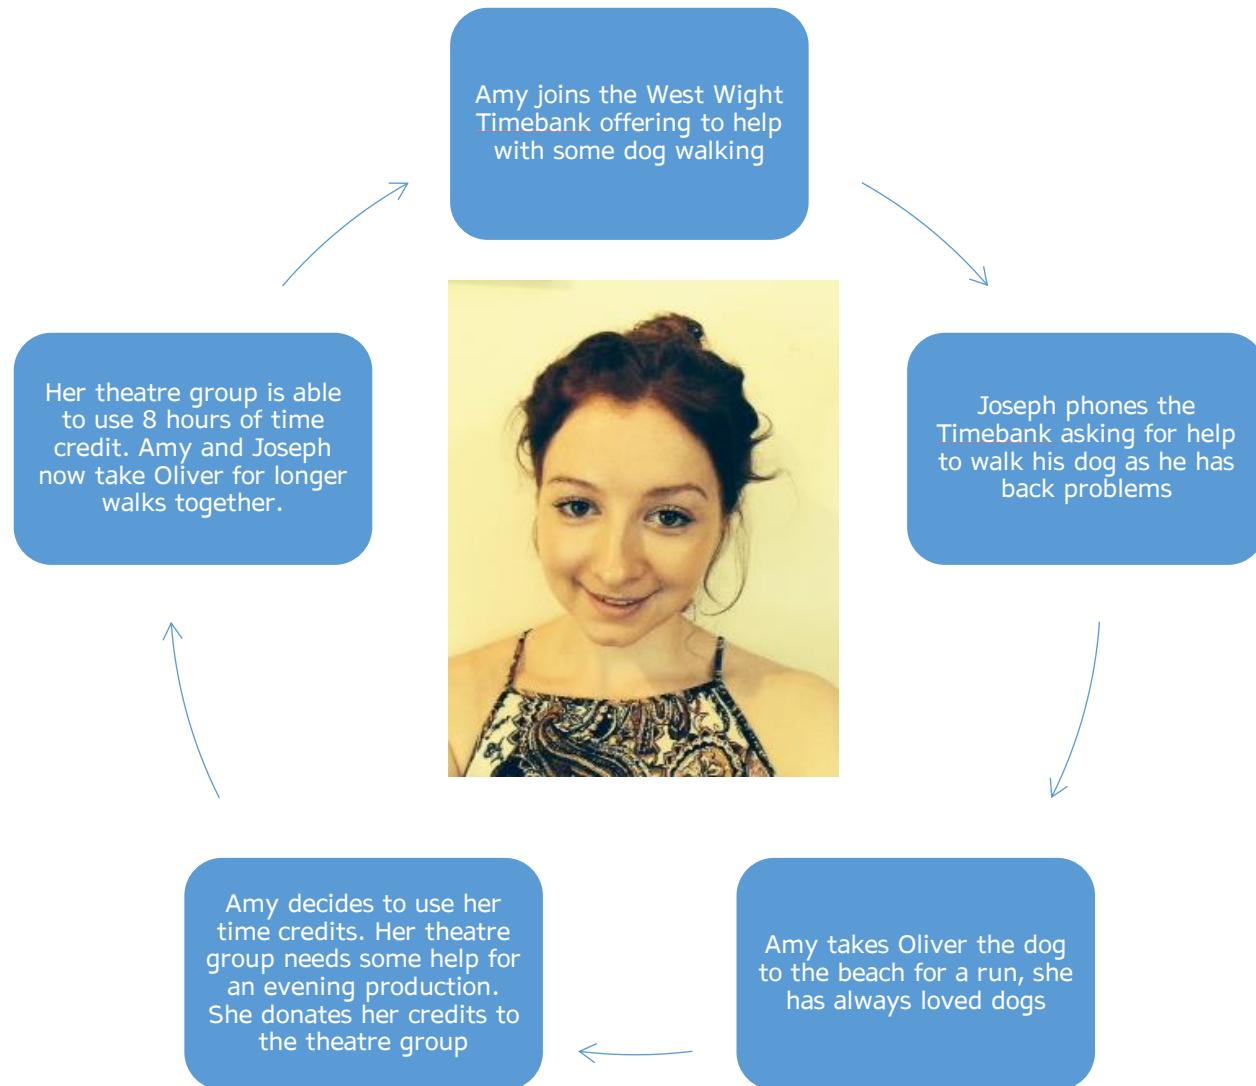 Amy joins the West Wight
Timebank offering to help
with some dog walking
Joseph phones the
Timebank asking for help
to walk his dog as he has
back problems
Amy takes Oliver the dog
to the beach for a run, she
has always loved dogs
Amy decides to use her
time credits. Her theatre
group needs some help for
an evening production.
She donates her credits to
the theatre group
Her theatre group is able
to use 8 hours of time
credit. Amy and Joseph
now take Oliver for longer
walks together.